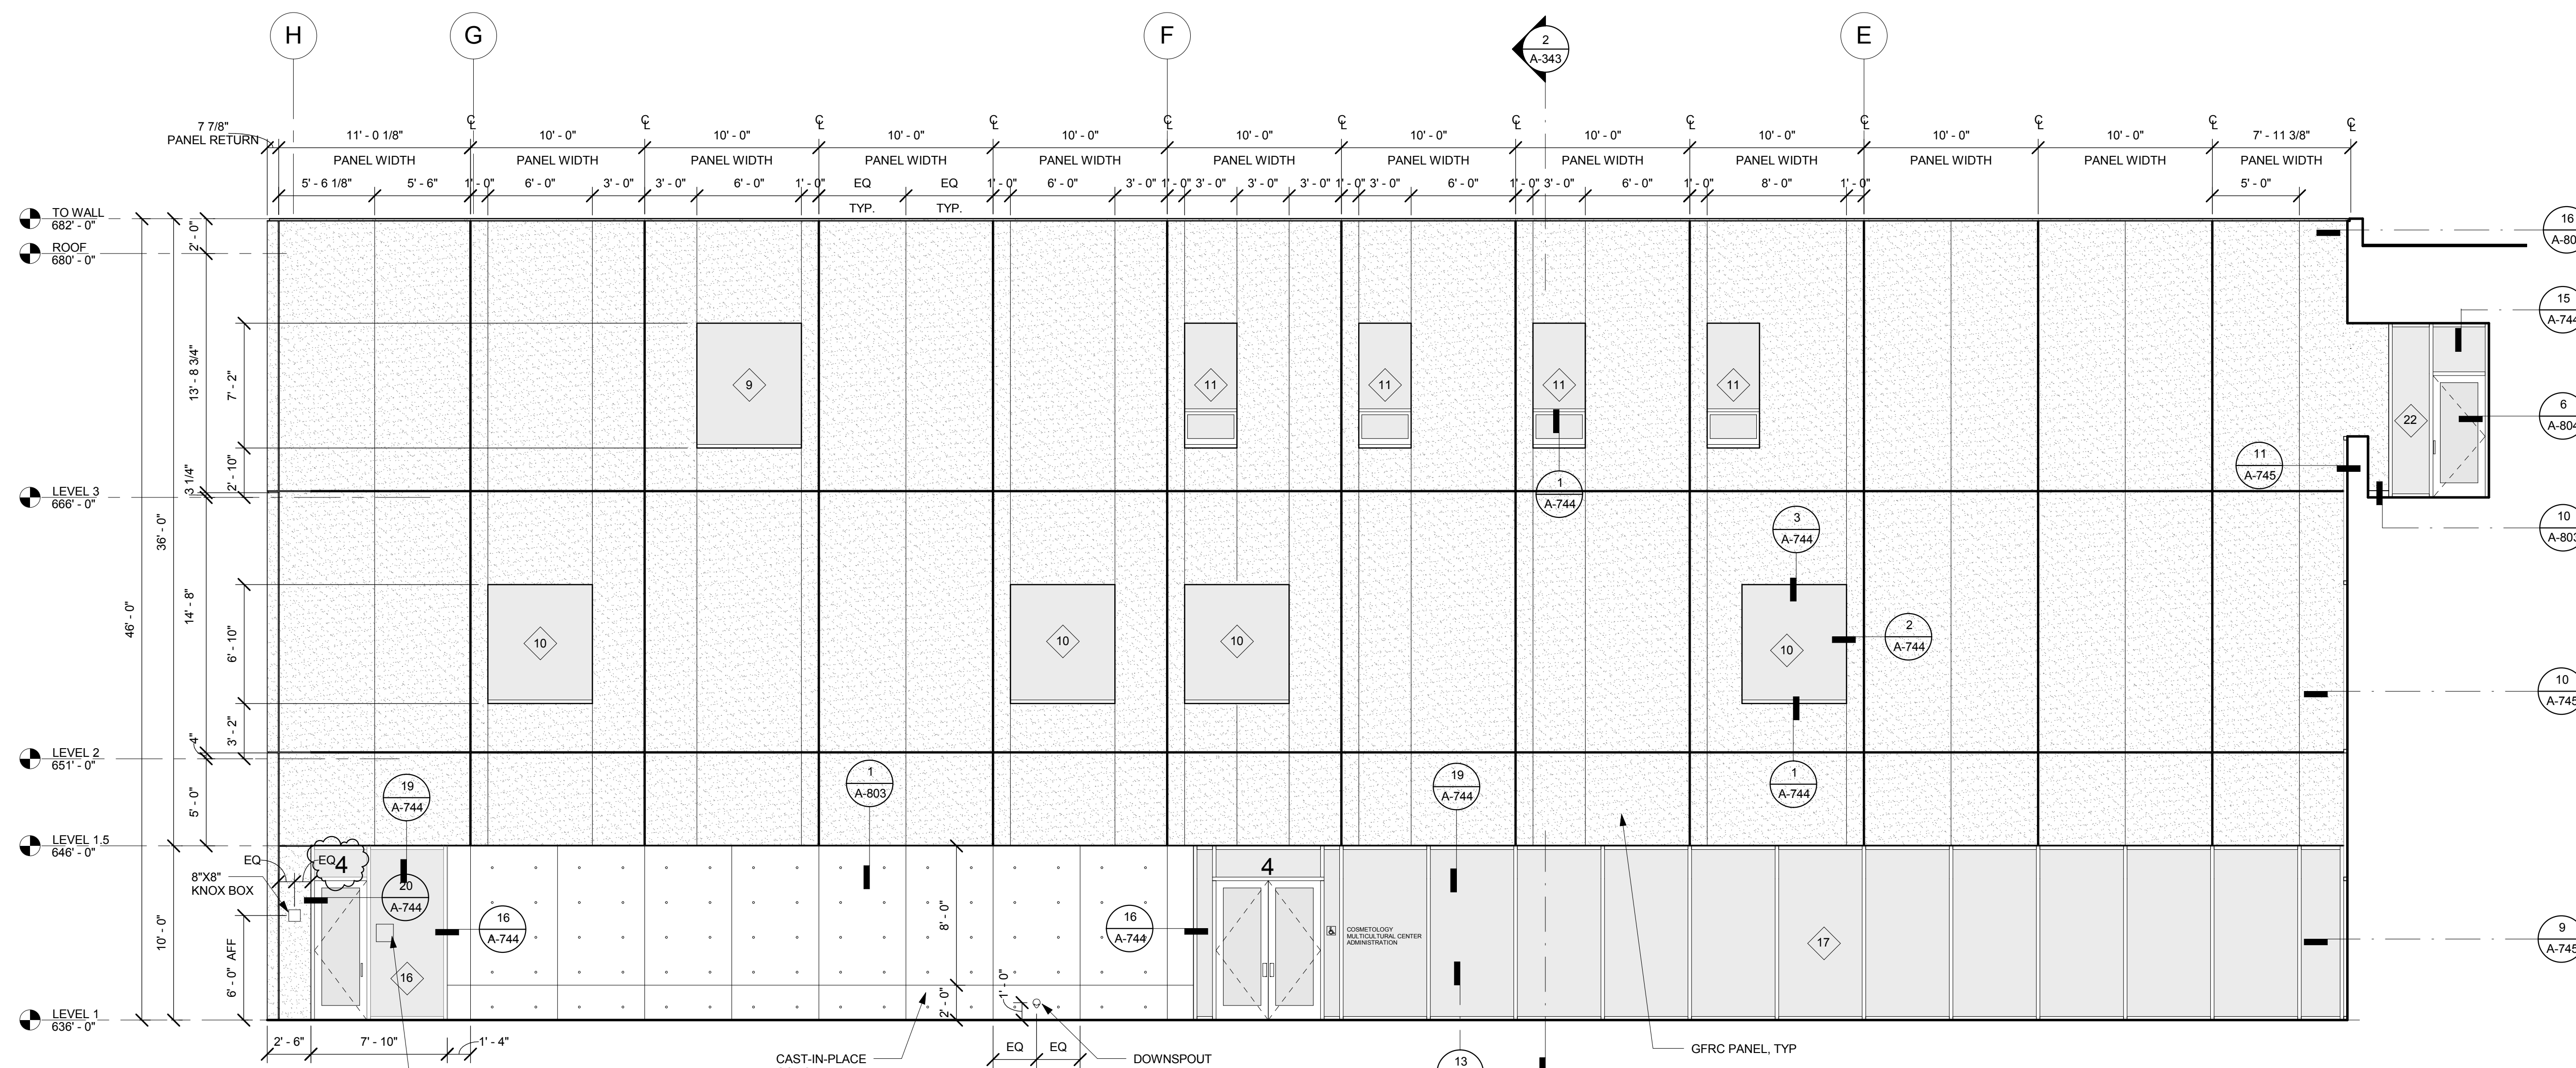 H
G
F
E
2
A-343
7 7/8"
PANEL RETURN
11' - 0 1/8"
10' - 0"
10' - 0"
10' - 0"
10' - 0"
10' - 0"
10' - 0"
10' - 0"
10' - 0"
10' - 0"
10' - 0"
7' - 11 3/8"
PANEL WIDTH
PANEL WIDTH
PANEL WIDTH
PANEL WIDTH
PANEL WIDTH
PANEL WIDTH
PANEL WIDTH
PANEL WIDTH
PANEL WIDTH
PANEL WIDTH
PANEL WIDTH
PANEL WIDTH
5' - 6 1/8"
5' - 6"
1' - 0"
6' - 0"
3' - 0"
3' - 0"
6' - 0"
1' - 0"
EQ
EQ
1' - 0"
6' - 0"
3' - 0"
1' - 0"
3' - 0"
3' - 0"
3' - 0"
1' - 0"
3' - 0"
6' - 0"
1' - 0"
3' - 0"
6' - 0"
1' - 0"
8' - 0"
1' - 0"
5' - 0"
TYP.
TYP.
TO WALL
682' - 0"
ROOF
680' - 0"
LEVEL 3
666' - 0"
LEVEL 2
651' - 0"
LEVEL 1.5
646' - 0"
LEVEL 1
636' - 0"
46' - 0"
36' - 0"
10' - 0"
2' - 0"
13' - 8 3/4"
3 1/4"
14' - 8"
4"
5' - 0"
7' - 2"
2' - 10"
6' - 10"
3' - 2"
6' - 0" AFF
9
11
11
11
11
22
16
15
6
11
A-745
10
1
A-744
3
A-744
10
10
10
10
2
A-744
10
1
A-744
19
A-744
1
A-803
19
A-744
EQ
EQ
4
8"X8"
KNOX BOX
20
A-744
16
A-744
16
8' - 0"
2' - 0"
1' - 0"
16
A-744
4
COSMETOLOGY
MULTICULTURAL CENTER
ADMINISTRATION
17
9
2' - 6"
7' - 10"
1' - 4"
CAST-IN-PLACE
EQ
EQ
DOWNSPOUT
13
GFRC PANEL, TYP